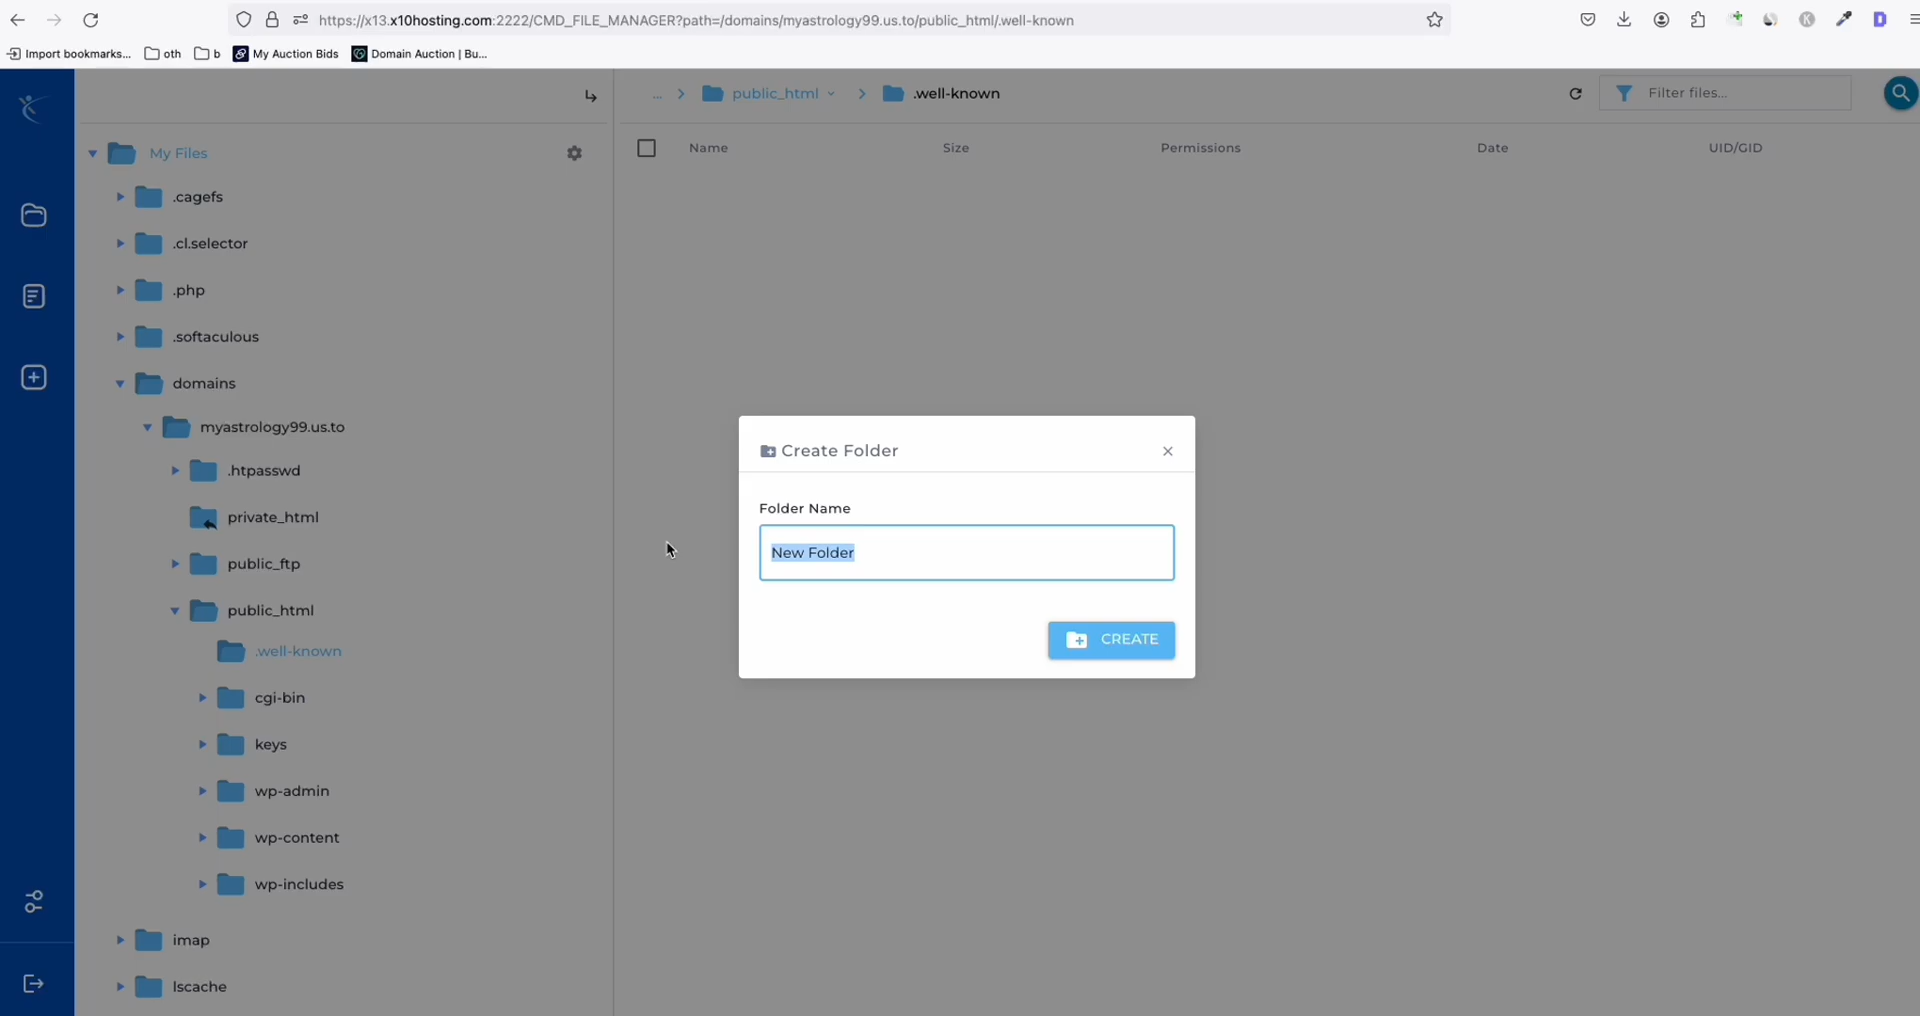 https://x13.x10hosting.com:2222/CMD_FILE_MANAGER?path=/domains/myastrology99.us.to/public_html/.well-known
Import bookmarks...
oth
b
My Auction Bids
Domain Auction | Bu...
K
D
... > public_html > .well-known
Filter files...
My Files
Name
Size
Permissions
Date
UID/GID
.cagefs
.cl.selector
.php
.softaculous
domains
myastrology99.us.to
.htpasswd
private_html
public_ftp
public_html
.well-known
cgi-bin
keys
wp-admin
wp-content
wp-includes
imap
lscache
Create Folder
Folder Name
New Folder
CREATE